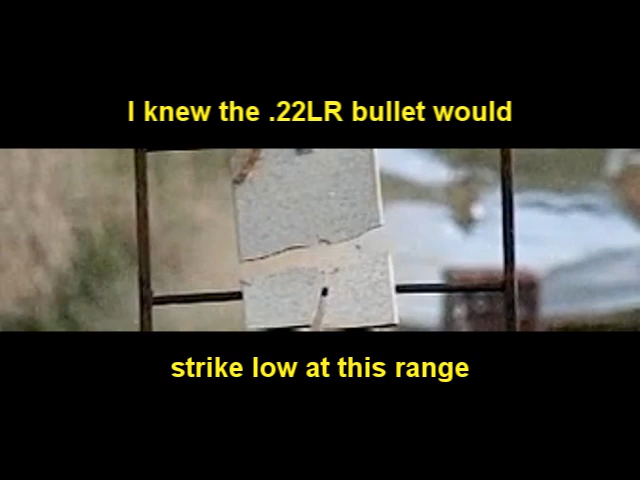 I knew the .22LR bullet would
strike low at this range